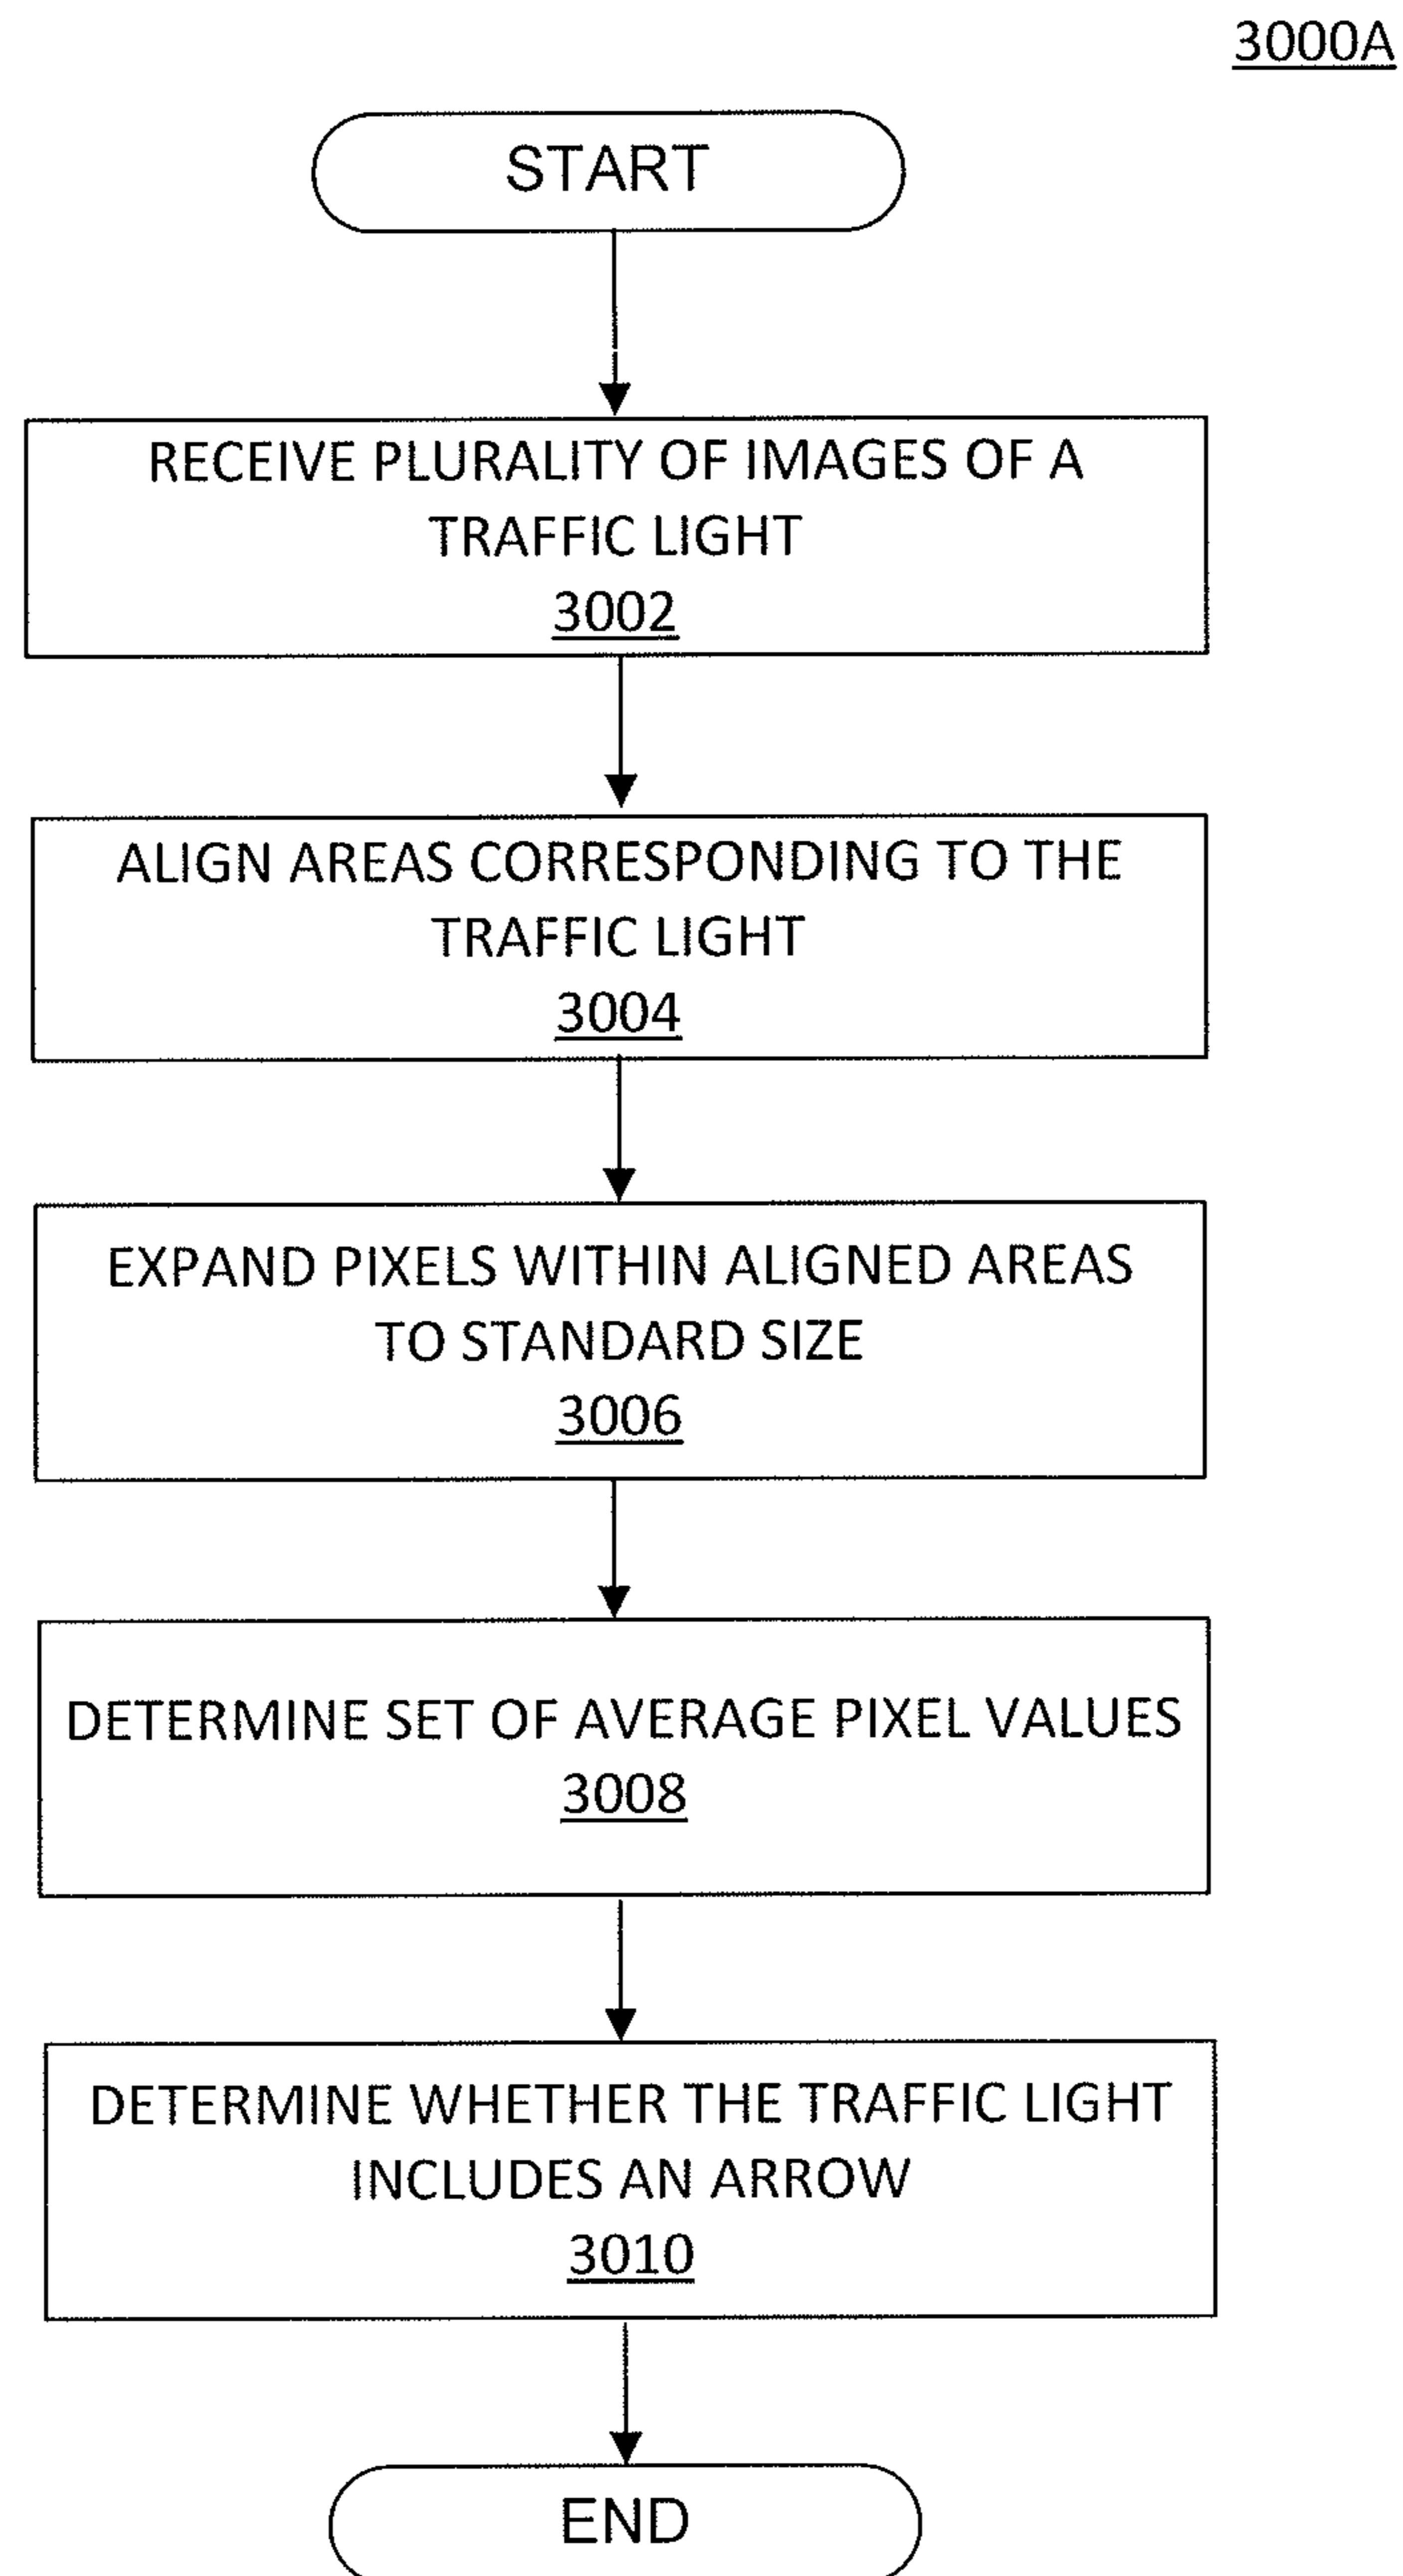 3000A
START
RECEIVE PLURALITY OF IMAGES OF A
TRAFFIC LIGHT
3002
ALIGN AREAS CORRESPONDING TO THE
TRAFFIC LIGHT
3004
EXPAND PIXELS WITHIN ALIGNED AREAS
TO STANDARD SIZE
3006
DETERMINE SET OF AVERAGE PIXEL VALUES
3008
DETERMINE WHETHER THE TRAFFIC LIGHT
INCLUDES AN ARROW
3010
END